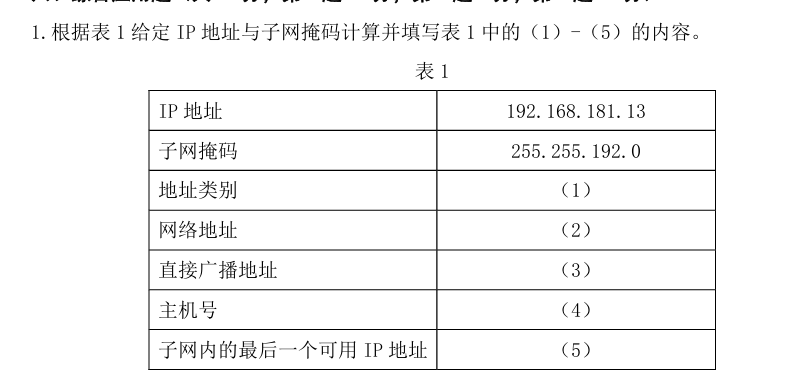 1.根据表 1 给定 IP 地址与子网掩码计算并填写表 1 中的（1）-（5）的内容。
表 1
IP 地址 192.168.181.13
子网掩码 255.255.192.0
地址类别 （1）
网络地址 （2）
直接广播地址 （3）
主机号 （4）
子网内的最后一个可用 IP 地址 （5）